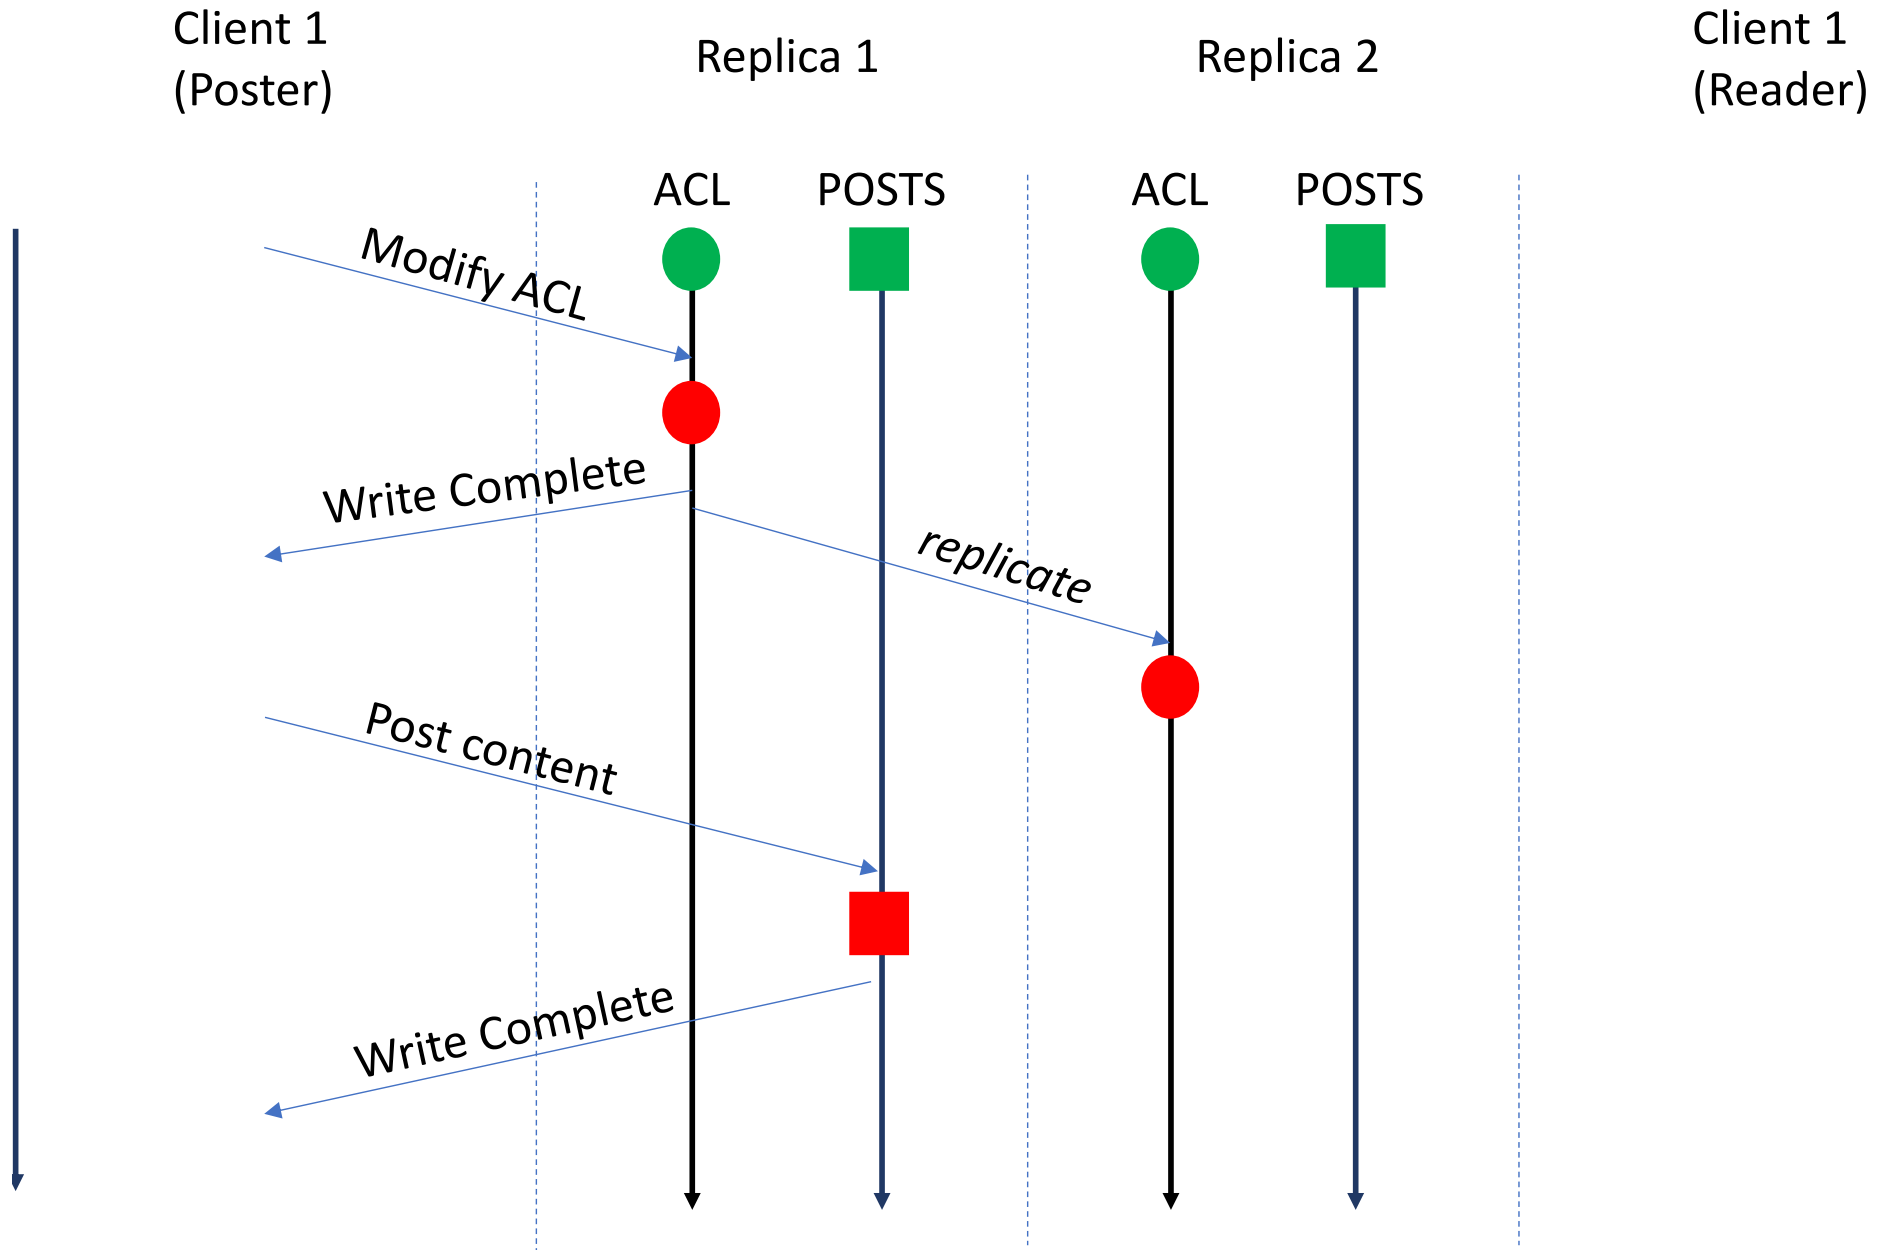 Client 1
(Poster)
Replica 1
Replica 2
Client 1
(Reader)
ACL
POSTS
ACL
POSTS
Modify ACL
Write Complete
replicate
Post content
Write Complete